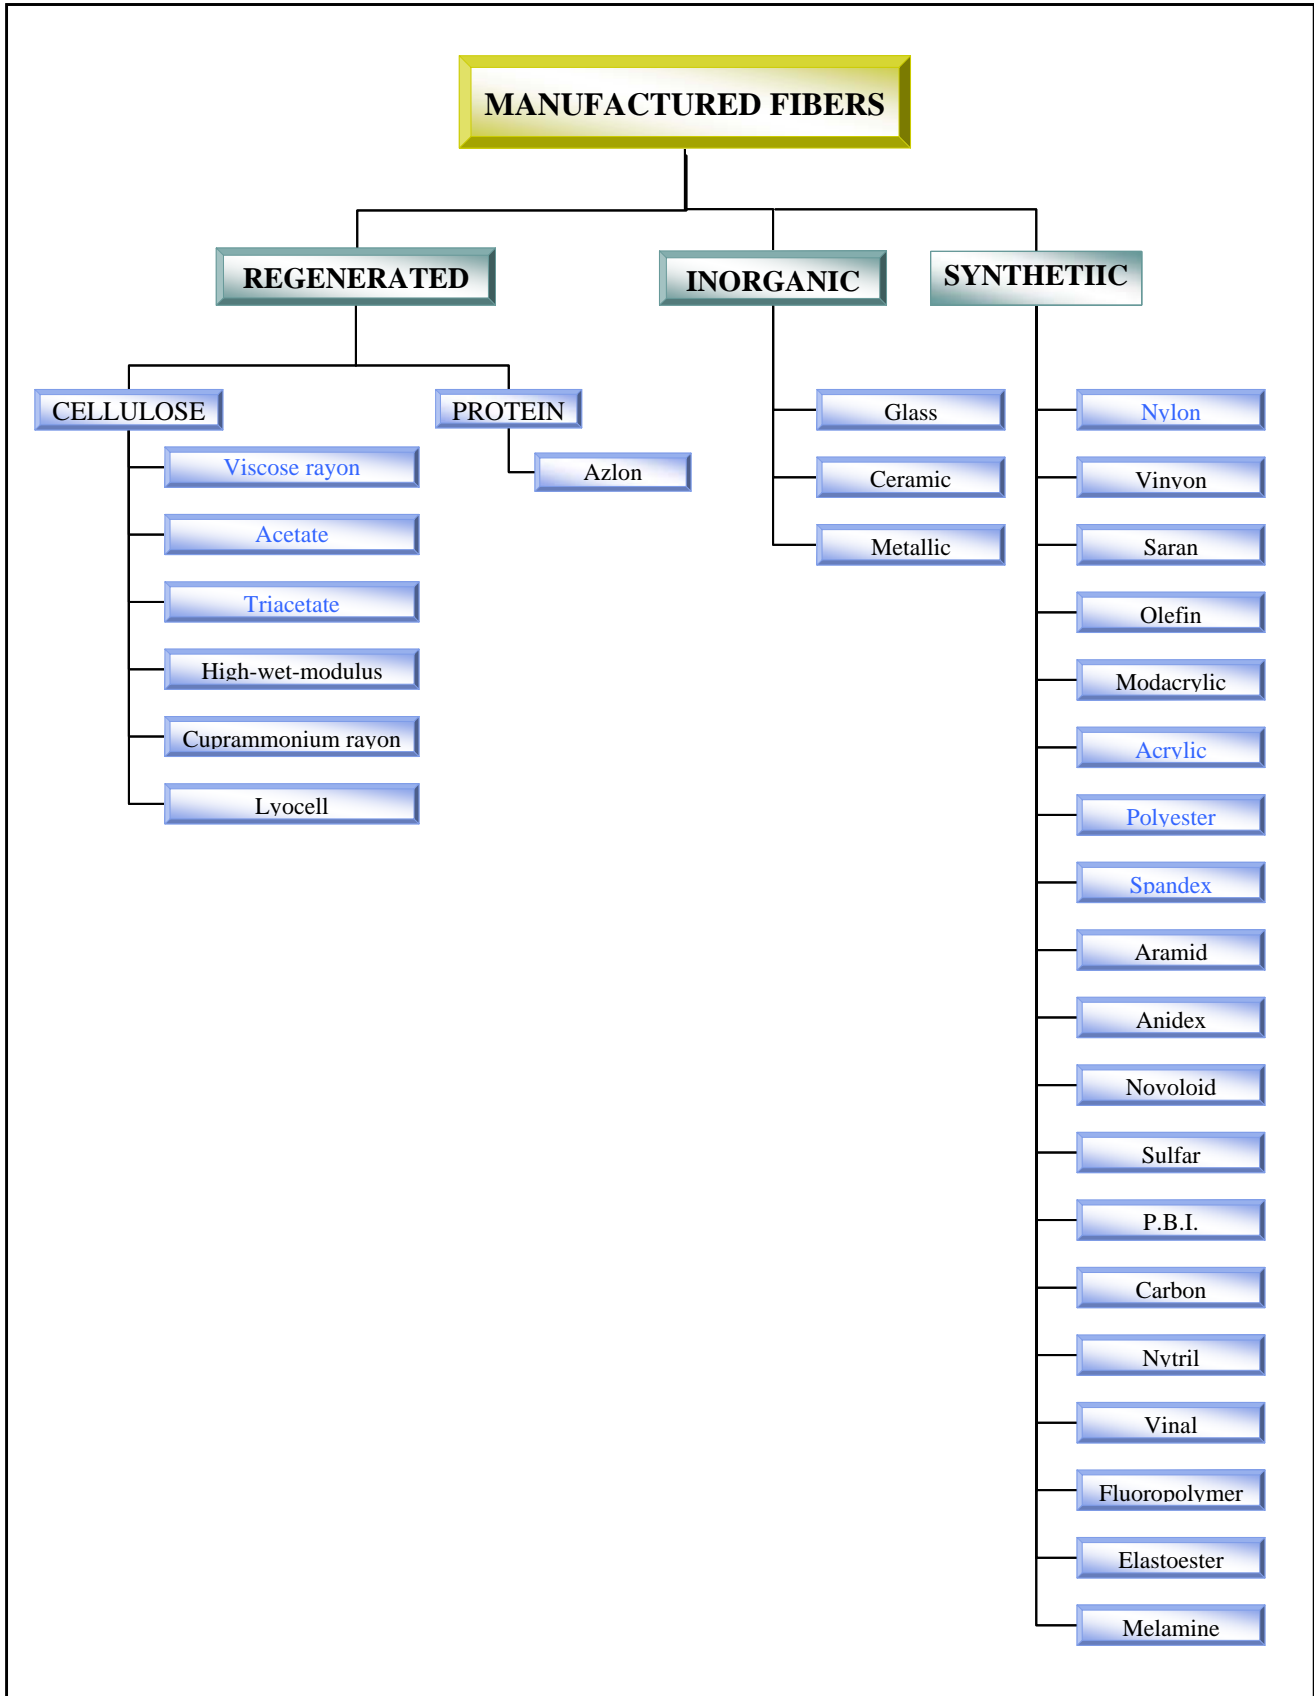 MANUFACTURED FIBERS
REGENERATED
INORGANIC
SYNTHETIIC
CELLULOSE
Viscose rayon
Acetate
Triacetate
High-wet-modulus
Cuprammonium rayon
Lyocell
PROTEIN
Azlon
Glass
Ceramic
Metallic
Nylon
Vinyon
Saran
Olefin
Modacrylic
Acrylic
Polyester
Spandex
Aramid
Anidex
Novoloid
Sulfar
P.B.I.
Carbon
Nytril
Vinal
Fluoropolymer
Elastoester
Melamine